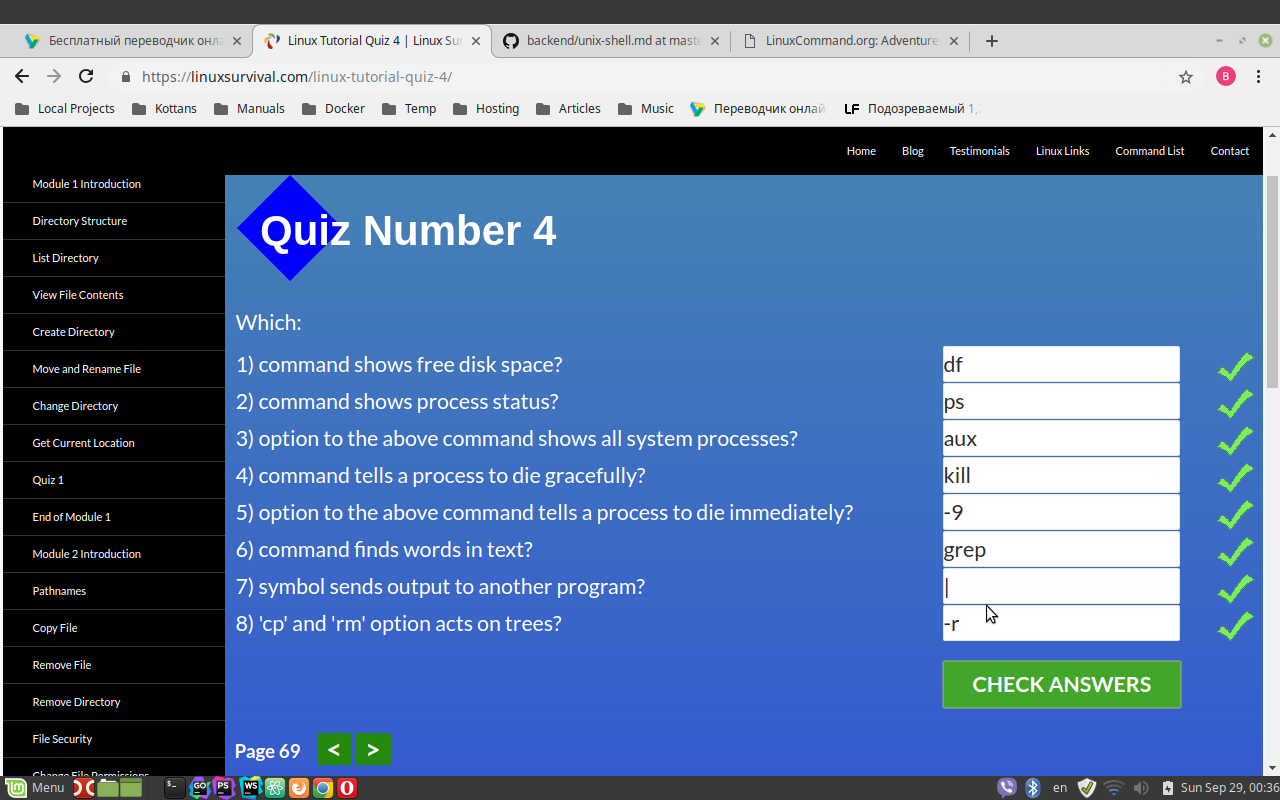 Бесплатный переводчик онла
Linux Tutorial Quiz 4 | Linux Sur
backend/unix-shell.md at maste
LinuxCommand.org: Adventure
https://linuxsurvival.com/linux-tutorial-quiz-4/
B
Local Projects
Kottans
Manuals
Docker
Temp
Hosting
Articles
Music
Переводчик онлай
LF Подозреваемый 1,
Home
Blog
Testimonials
Linux Links
Command List
Contact
Module 1 Introduction
Directory Structure
List Directory
View File Contents
Create Directory
Move and Rename File
Change Directory
Get Current Location
Quiz 1
End of Module 1
Module 2 Introduction
Pathnames
Copy File
Remove File
Remove Directory
File Security
Change File Permissions
Quiz Number 4
Which:
1) command shows free disk space? df
2) command shows process status? ps
3) option to the above command shows all system processes? aux
4) command tells a process to die gracefully? kill
5) option to the above command tells a process to die immediately? -9
6) command finds words in text? grep
7) symbol sends output to another program? |
8) 'cp' and 'rm' option acts on trees? -r
CHECK ANSWERS
Page 69 < >
Menu
GO
PS
WS
en
Sun Sep 29, 00:36